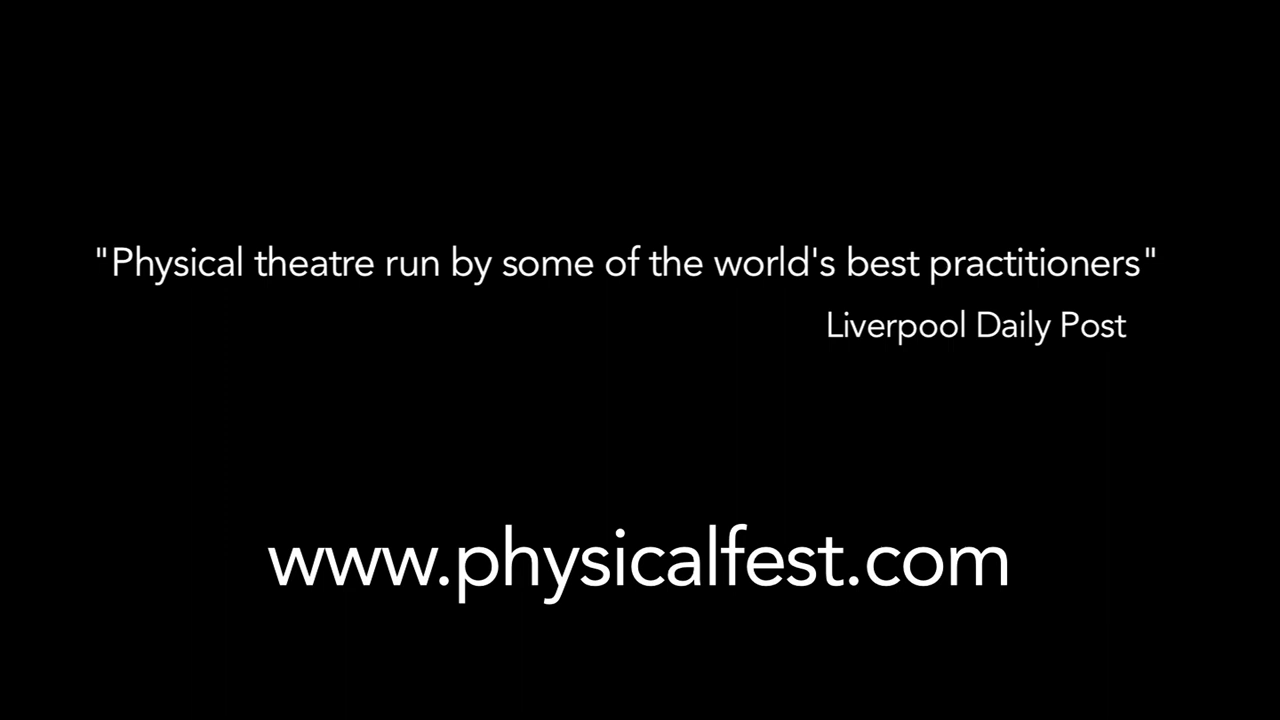 "Physical theatre run by some of the world's best practitioners"
Liverpool Daily Post
www.physicalfest.com